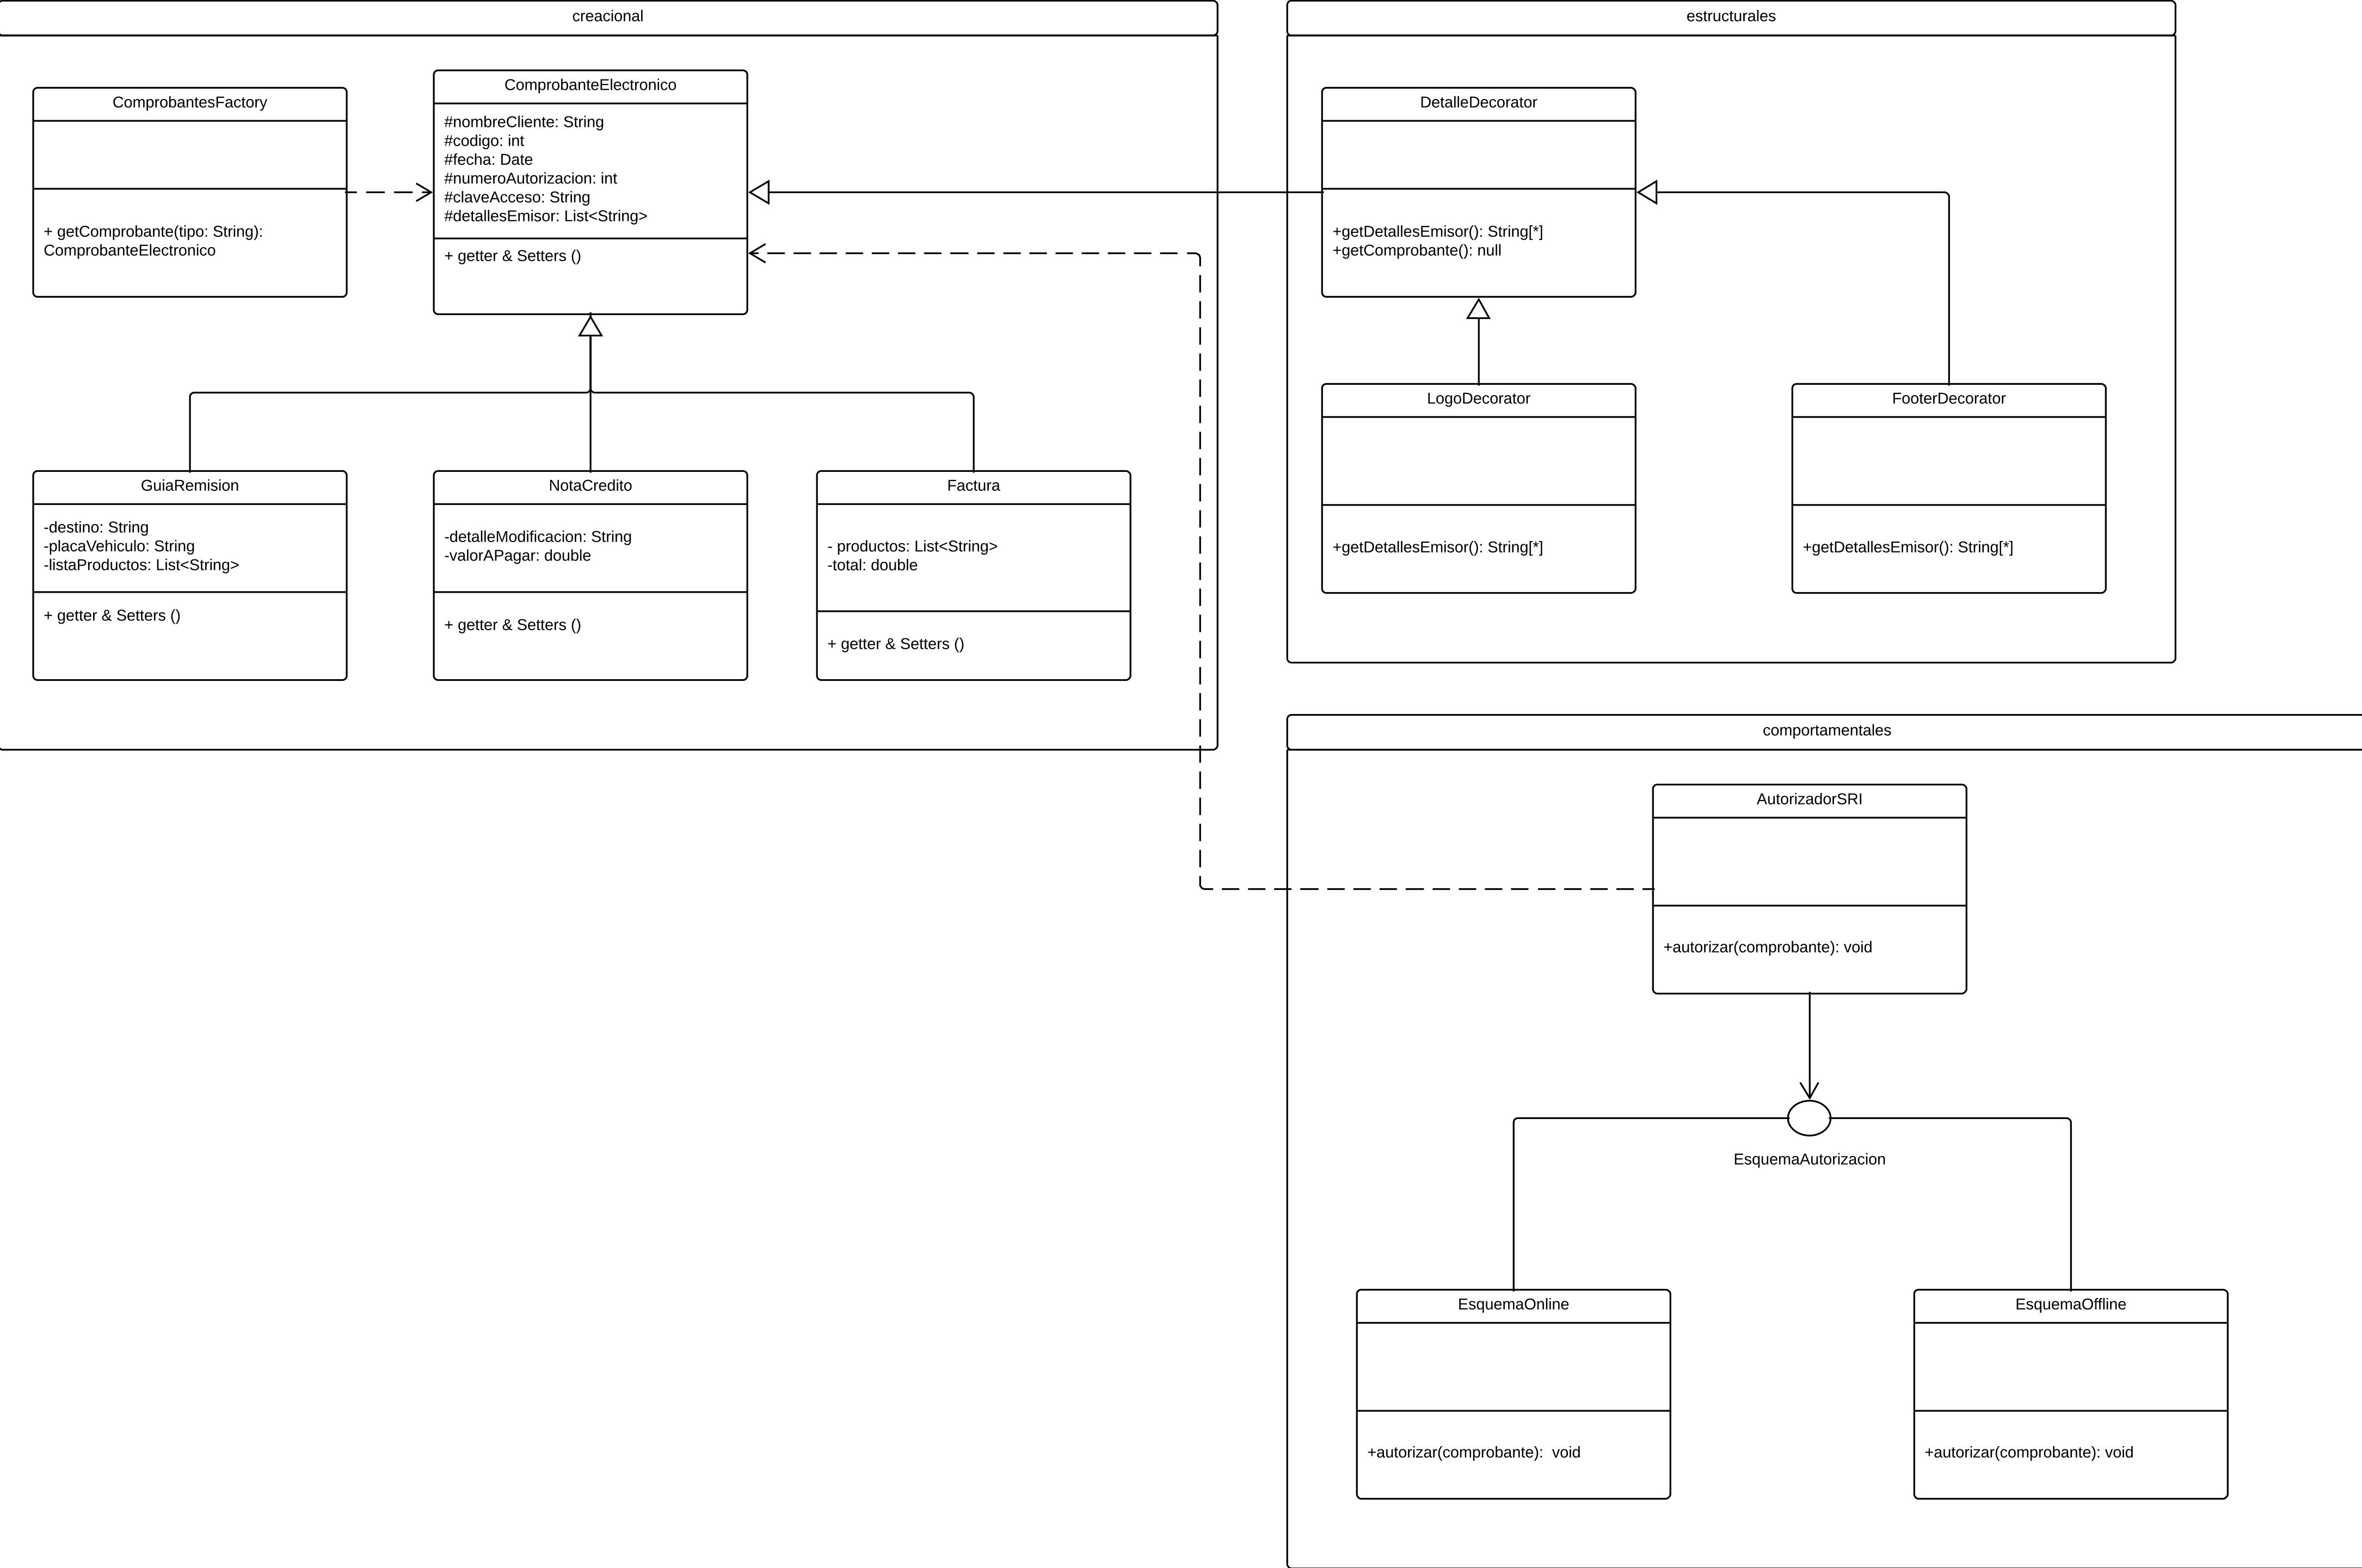 creacional
ComprobantesFactory
+ getComprobante(tipo: String):
ComprobanteElectronico
ComprobanteElectronico
#nombreCliente: String
#codigo: int
#fecha: Date
#numeroAutorizacion: int
#claveAcceso: String
#detallesEmisor: List<String>
+ getter & Setters ()
GuiaRemision
-destino: String
-placaVehiculo: String
-listaProductos: List<String>
+ getter & Setters ()
NotaCredito
-detalleModificacion: String
-valorAPagar: double
+ getter & Setters ()
Factura
- productos: List<String>
-total: double
+ getter & Setters ()
estructurales
DetalleDecorator
+getDetallesEmisor(): String[*]
+getComprobante(): null
LogoDecorator
+getDetallesEmisor(): String[*]
FooterDecorator
+getDetallesEmisor(): String[*]
comportamentales
AutorizadorSRI
+autorizar(comprobante): void
EsquemaAutorizacion
EsquemaOnline
+autorizar(comprobante):  void
EsquemaOffline
+autorizar(comprobante): void